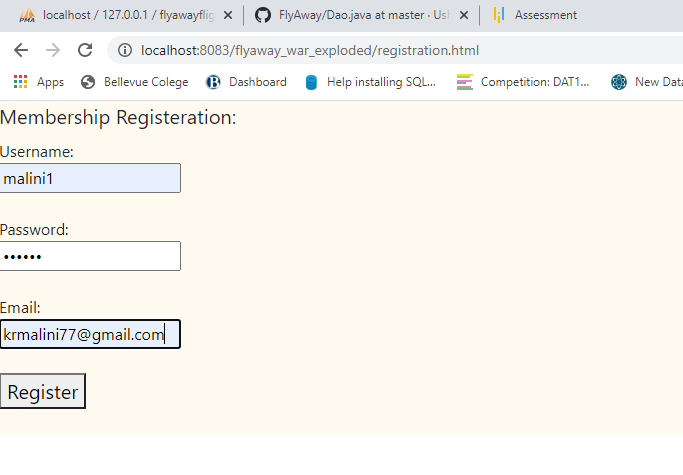 PMA localhost / 127.0.0.1 / flyawayflig
FlyAway/Dao.java at master · Ush
Assessment
localhost:8083/flyaway_war_exploded/registration.html
Apps Bellevue Colege Dashboard Help installing SQL... Competition: DAT1... New Data
Membership Registeration:
Username:
malini1
Password:
••••••
Email:
krmalini77@gmail.com
Register